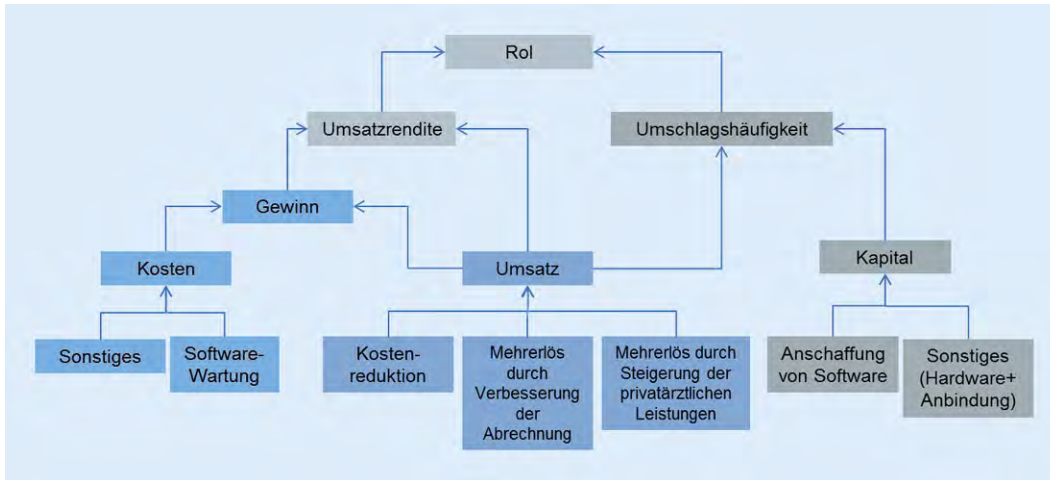 RoI
Umsatzrendite
Umschlagshäufigkeit
Gewinn
Kosten
Umsatz
Kapital
Sonstiges
Software-
Wartung
Kosten-
reduktion
Mehrerlös
durch
Verbesserung
der
Abrechnung
Mehrerlös durch
Steigerung der
privatärztlichen
Leistungen
Anschaffung
von Software
Sonstiges
(Hardware+
Anbindung)